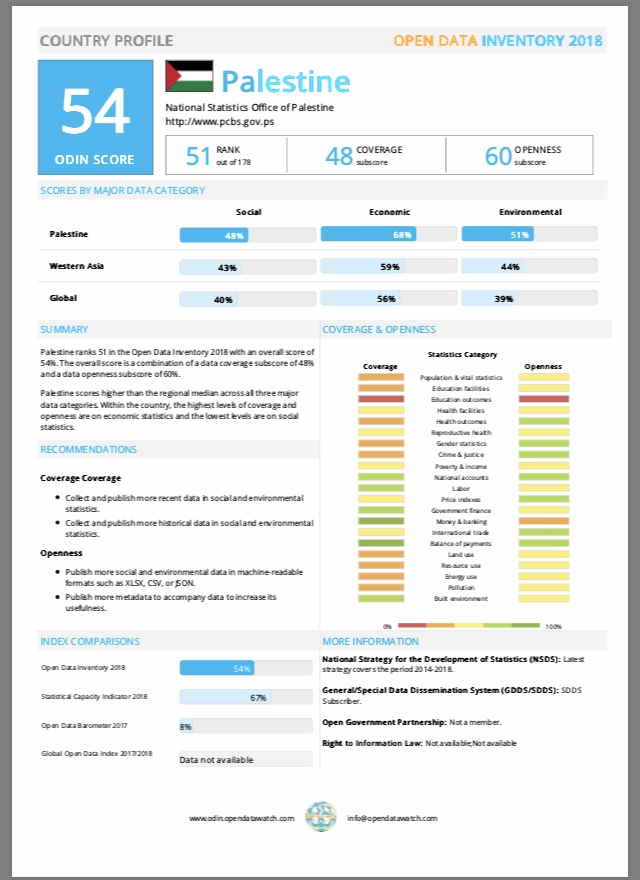 COUNTRY PROFILE
OPEN DATA INVENTORY 2018
54
ODIN SCORE
Palestine
National Statistics Office of Palestine
http://www.pcbs.gov.ps
51 RANK out of 178
48 COVERAGE subscore
60 OPENNESS subscore
SCORES BY MAJOR DATA CATEGORY
Social Economic Environmental
Palestine 48% 68% 51%
Western Asia 43% 59% 44%
Global 40% 56% 39%
SUMMARY
Palestine ranks 51 in the Open Data Inventory 2018 with an overall score of
54%. The overall score is a combination of a data coverage subscore of 48%
and a data openness subscore of 60%.
Palestine scores higher than the regional median across all three major
data categories. Within the country, the highest levels of coverage and
openness are on economic statistics and the lowest levels are on social
statistics.
RECOMMENDATIONS
Coverage Coverage
• Collect and publish more recent data in social and environmental
statistics.
• Collect and publish more historical data in social and environmental
statistics.
Openness
• Publish more social and environmental data in machine-readable
formats such as XLSX, CSV, or JSON.
• Publish more metadata to accompany data to increase its
usefulness.
COVERAGE & OPENNESS
Statistics Category
Coverage Openness
Population & vital statistics
Education facilities
Education outcomes
Health facilities
Health outcomes
Reproductive health
Gender statistics
Crime & justice
Poverty & income
National accounts
Labor
Price indexes
Government finance
Money & banking
International trade
Balance of payments
Land use
Resource use
Energy use
Pollution
Built environment
0% 100%
INDEX COMPARISONS
Open Data Inventory 2018 54%
Statistical Capacity Indicator 2018 67%
Open Data Barometer 2017 8%
Global Open Data Index 2017/2018 Data not available
MORE INFORMATION
National Strategy for the Development of Statistics (NSDS): Latest
strategy covers the period 2014-2018.
General/Special Data Dissemination System (GDDS/SDDS): SDDS
Subscriber.
Open Government Partnership: Not a member.
Right to Information Law: Not available;Not available
www.odin.opendatawatch.com info@opendatawatch.com